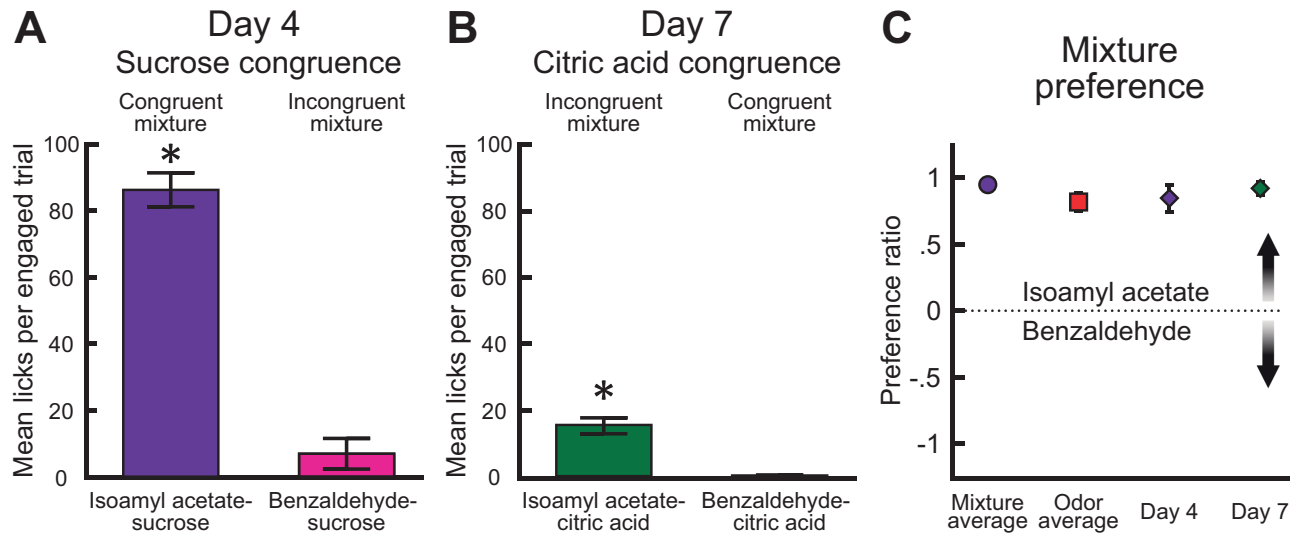 A
Day 4
Sucrose congruence
Congruent
mixture
Incongruent
mixture
*
Mean licks per engaged trial
100
80
60
40
20
0
Isoamyl acetate-
sucrose
Benzaldehyde-
sucrose
B
Day 7
Citric acid congruence
Incongruent
mixture
Congruent
mixture
*
Mean licks per engaged trial
100
80
60
40
20
0
Isoamyl acetate-
citric acid
Benzaldehyde-
citric acid
C
Mixture
preference
Preference ratio
1
.5
0
-.5
-1
Isoamyl acetate
Benzaldehyde
Mixture
average
Odor
average
Day 4
Day 7